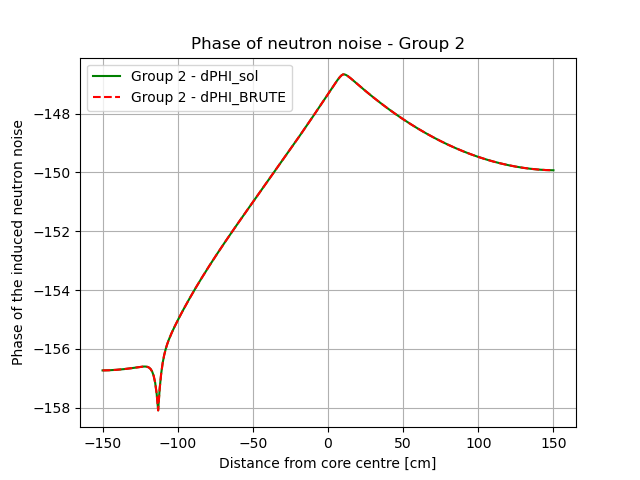 Phase of neutron noise - Group 2
Group 2 - dPHI_sol
Group 2 - dPHI_BRUTE
Phase of the induced neutron noise
−148
−150
−152
−154
−156
−158
−150
−100
−50
0
50
100
150
Distance from core centre [cm]